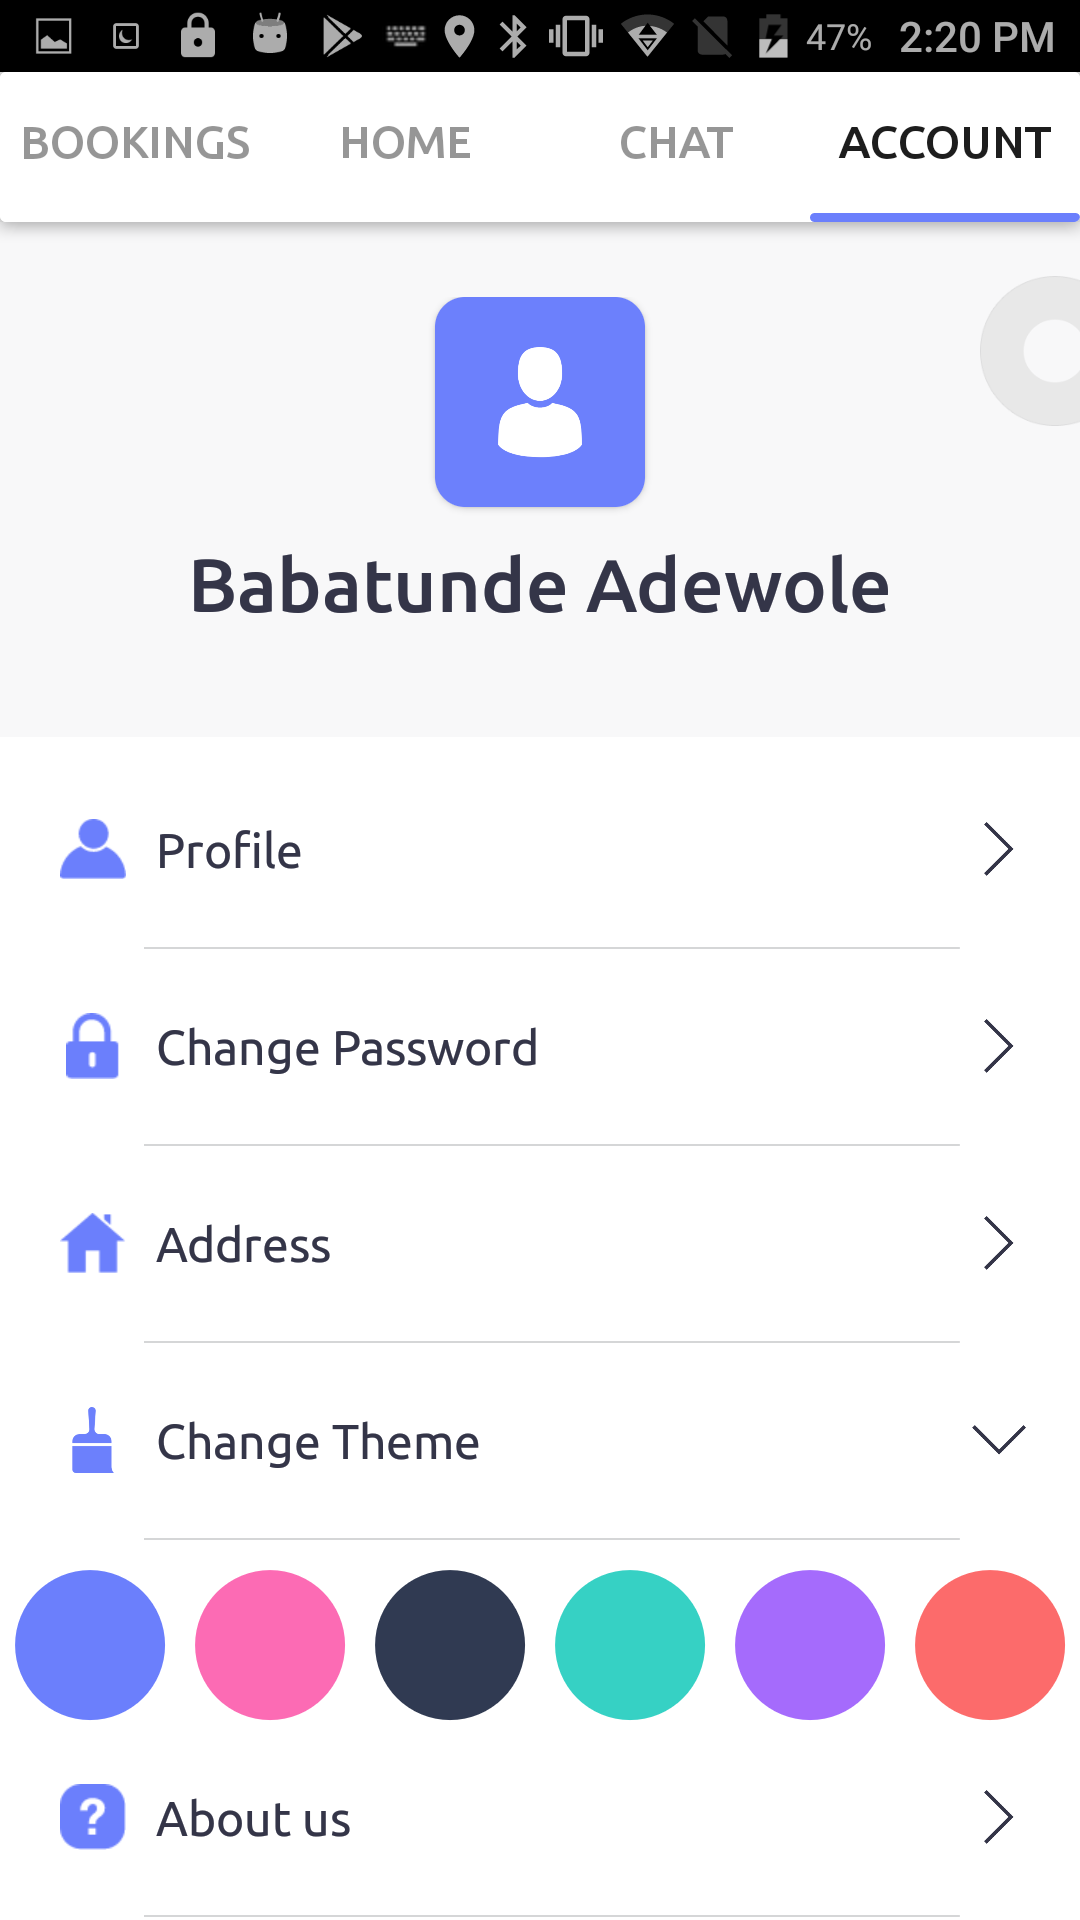 47% 2:20 PM
BOOKINGS HOME CHAT ACCOUNT
Babatunde Adewole
Profile
Change Password
Address
Change Theme
?
About us